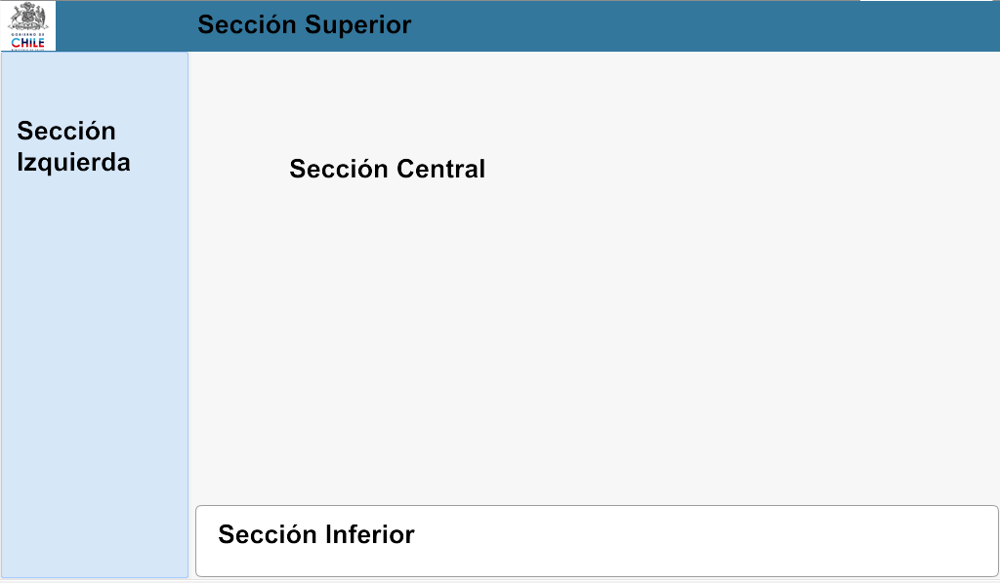 Sección Superior
GOBIERNO DE
CHILE
Sección
Izquierda
Sección Central
Sección Inferior